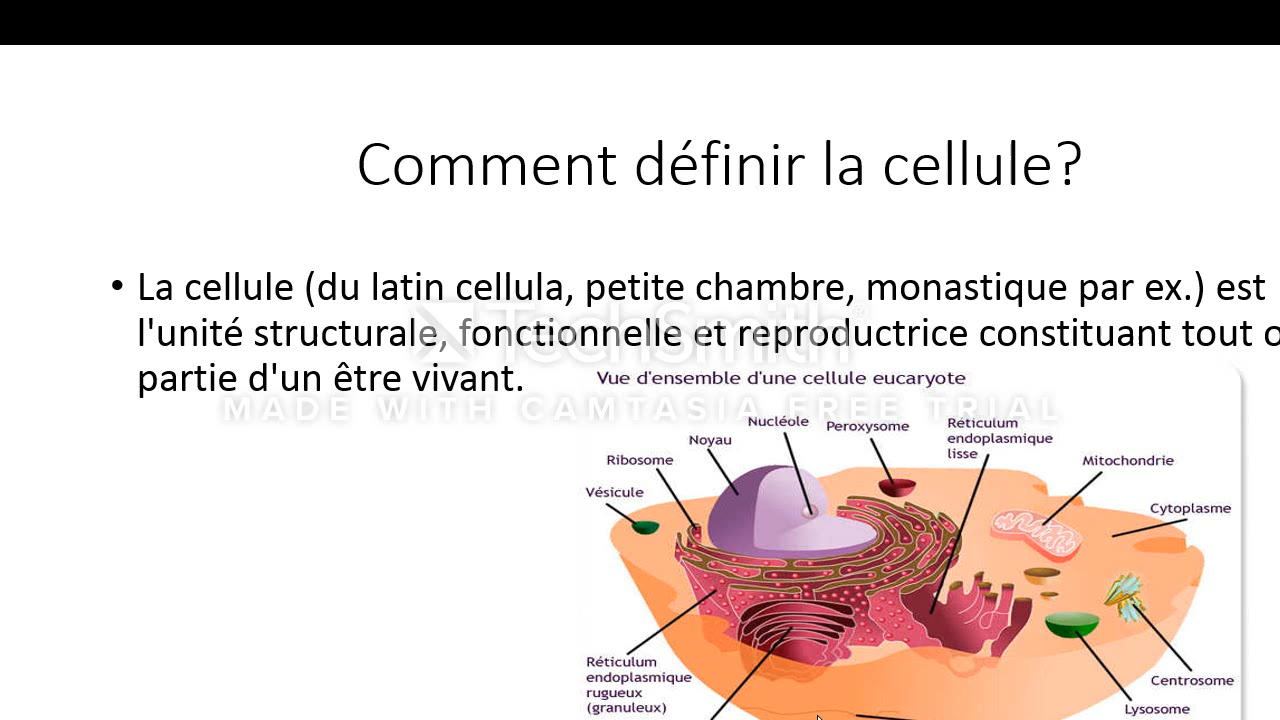 Comment définir la cellule?
• La cellule (du latin cellula, petite chambre, monastique par ex.) est
l'unité structurale, fonctionnelle et reproductrice constituant tout
partie d'un être vivant.
TechSmith
MADE WITH CAMTASIA FREE TRIAL
Vue d'ensemble d'une cellule eucaryote
Nucléole
Peroxysome
Réticulum
endoplasmique
lisse
Noyau
Ribosome
Mitochondrie
Vésicule
Cytoplasme
Réticulum
endoplasmique
rugueux
(granuleux)
Centrosome
Lysosome